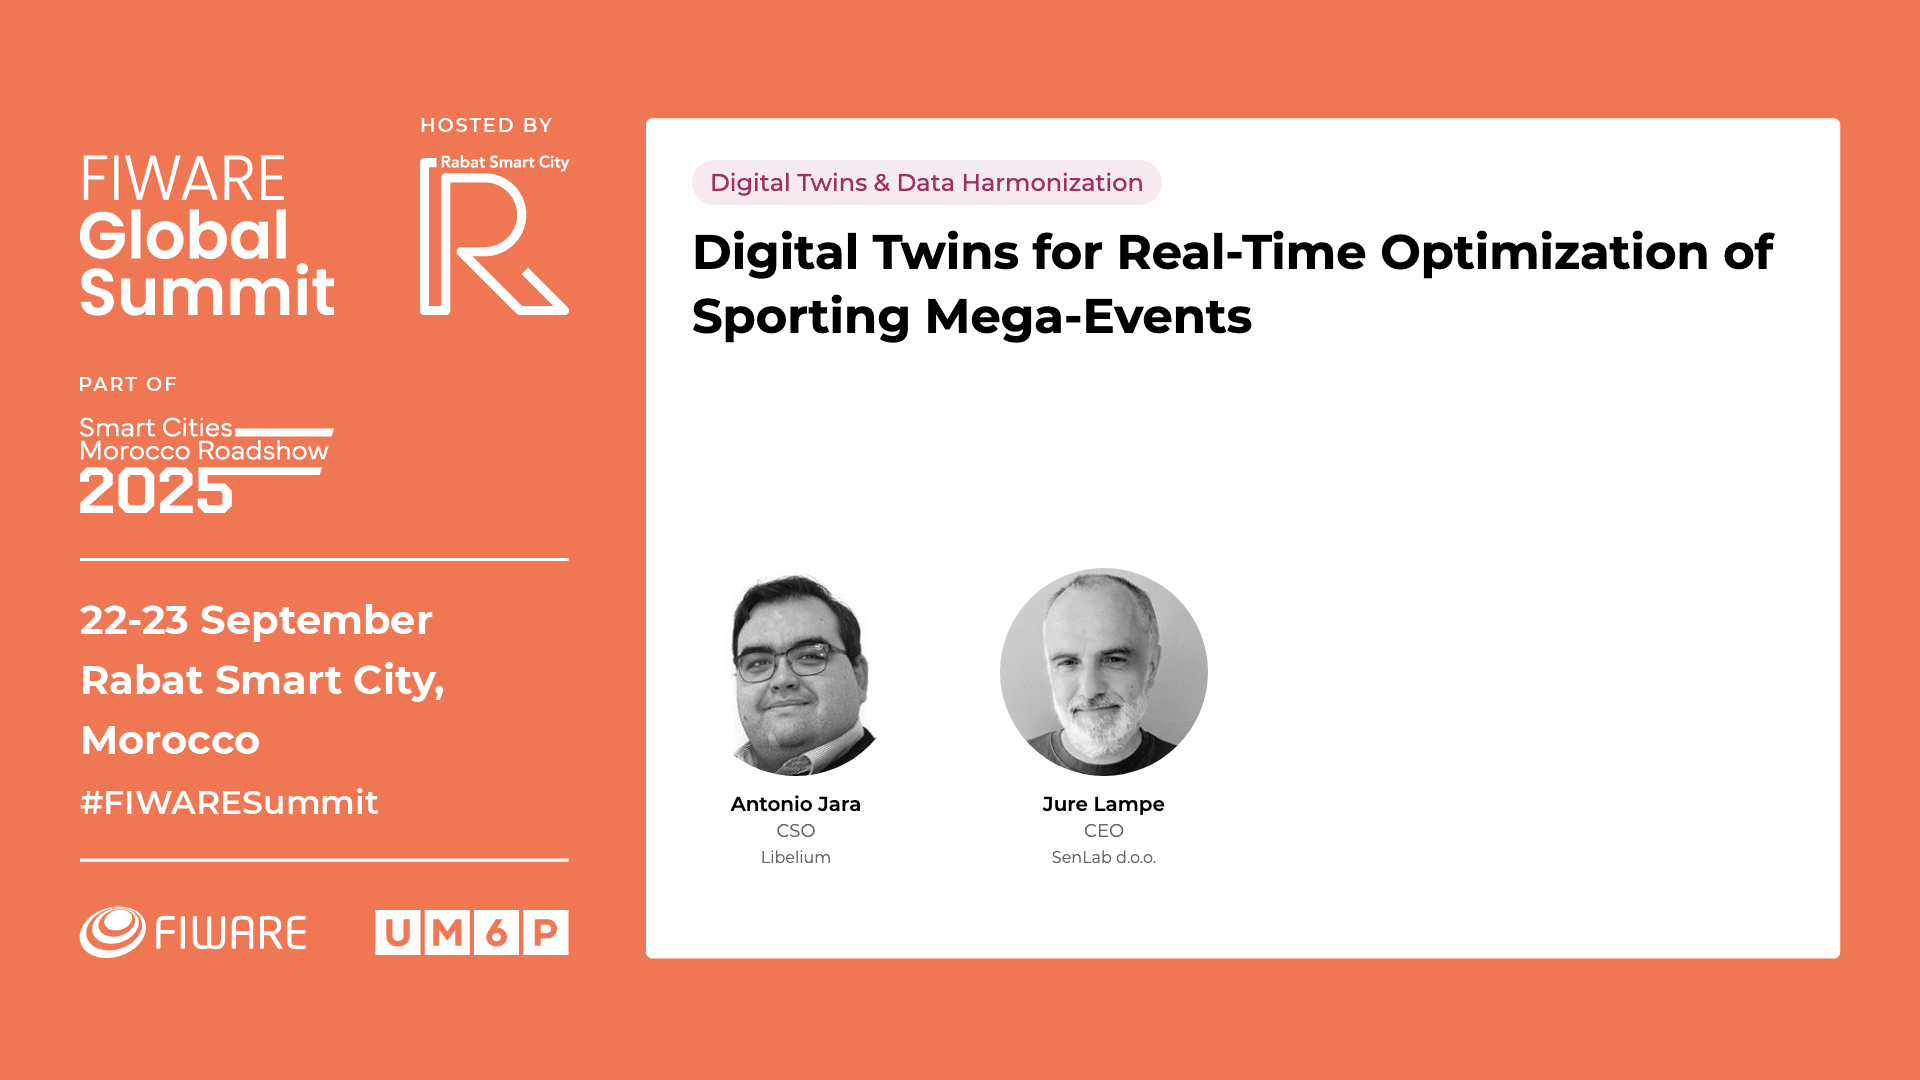 FIWARE
Global
Summit
HOSTED BY
Rabat Smart City
R
PART OF
Smart Cities
Morocco Roadshow
2025
22-23 September
Rabat Smart City,
Morocco
#FIWARESummit
FIWARE
UM6P
Digital Twins & Data Harmonization
Digital Twins for Real-Time Optimization of
Sporting Mega-Events
Antonio Jara
CSO
Libelium
Jure Lampe
CEO
SenLab d.o.o.